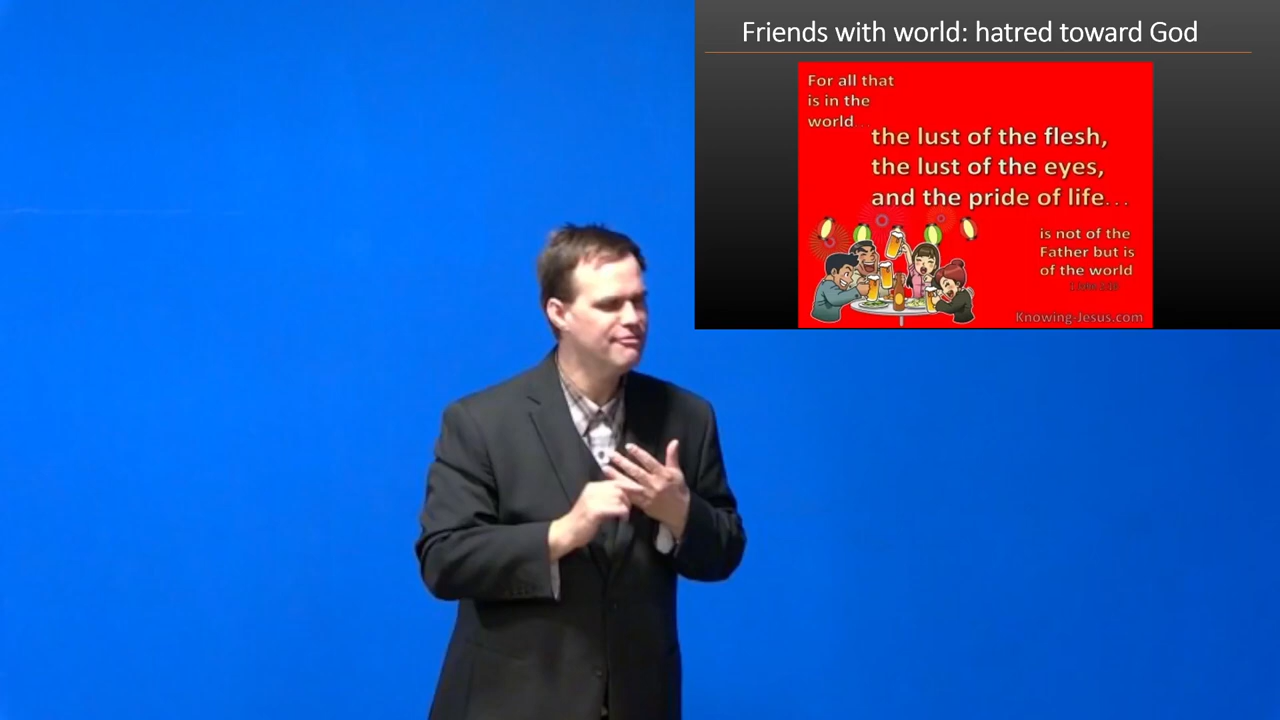 Friends with world: hatred toward God
For all that
is in the
world...
the lust of the flesh,
the lust of the eyes,
and the pride of life...
is not of the
Father but is
of the world
Knowing-Jesus.com